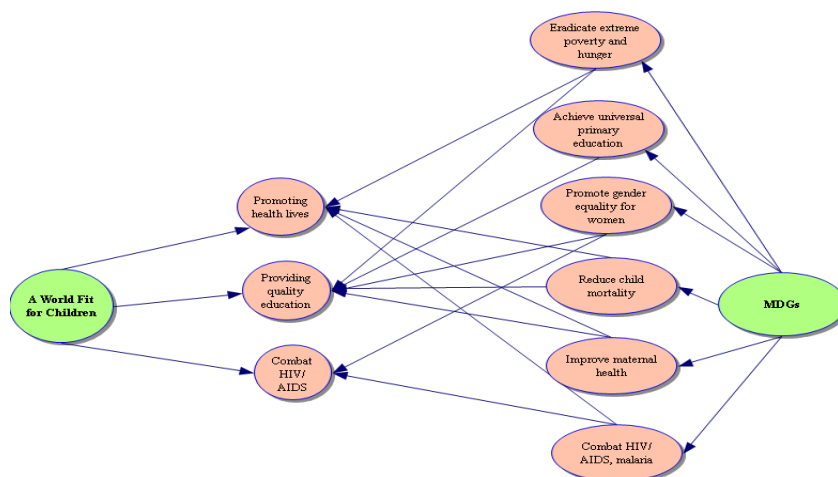 Eradicate extreme
poverty and
hunger
Achieve universal
primary
education
Promoting
health lives
Promote gender
equality for
women
Providing
quality
education
Reduce child
mortality
A World Fit
for Children
MDGs
Combat
HIV/
AIDS
Improve maternal
health
Combat HIV/
AIDS, malaria